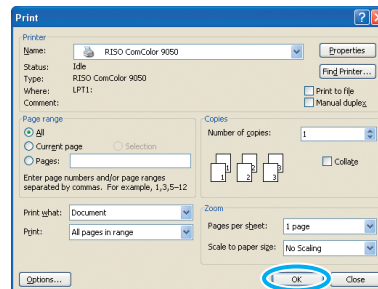 Print
Printer
Name: RISO ComColor 9050 Properties
Status: Idle Find Printer...
Type: RISO ComColor 9050
Where: LPT1: Print to file
Comment: Manual duplex
Page range
All
Current page Selection
Pages:
Enter page numbers and/or page ranges
separated by commas. For example, 1,3,5–12
Copies
Number of copies: 1
1 1 2 2 3 3
Collate
Print what: Document
Print: All pages in range
Zoom
Pages per sheet: 1 page
Scale to paper size: No Scaling
Options... OK Close